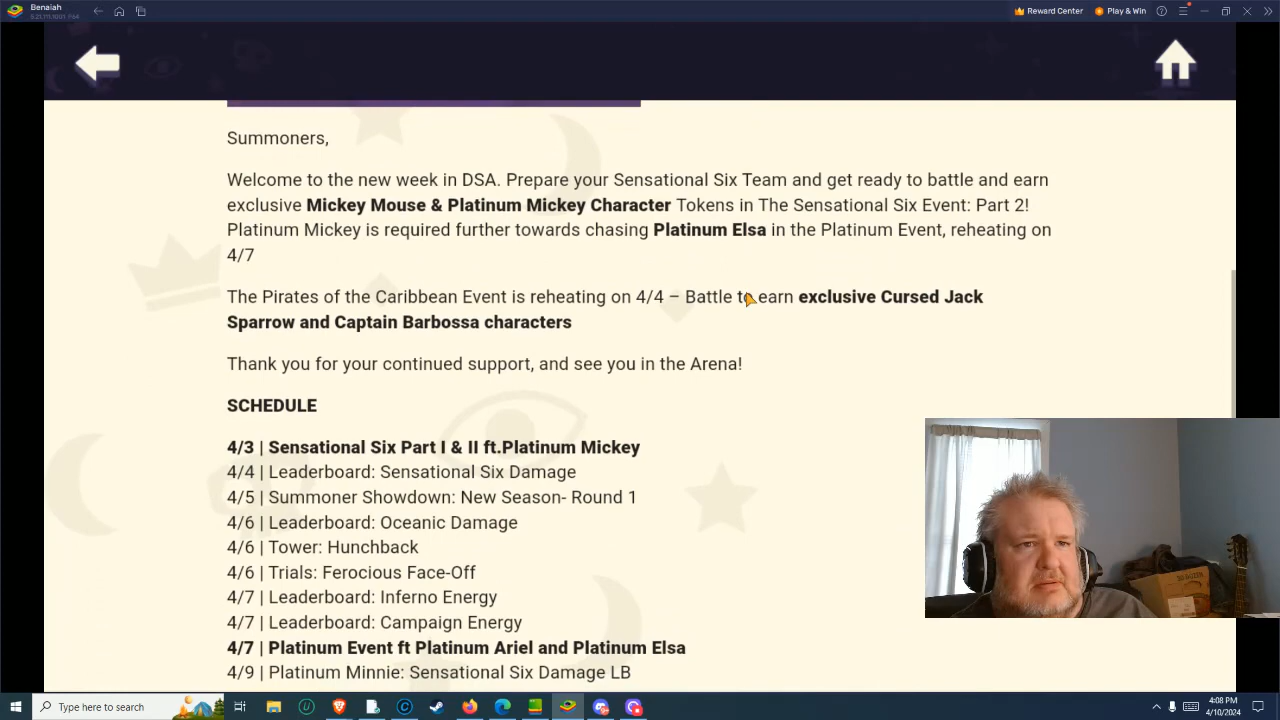 Benaiah
5.21.111.1001 P64
Reward Center
Play & Win
Summoners,
Welcome to the new week in DSA. Prepare your Sensational Six Team and get ready to battle and earn
exclusive Mickey Mouse & Platinum Mickey Character Tokens in The Sensational Six Event: Part 2!
Platinum Mickey is required further towards chasing Platinum Elsa in the Platinum Event, reheating on
4/7
The Pirates of the Caribbean Event is reheating on 4/4 – Battle to earn exclusive Cursed Jack
Sparrow and Captain Barbossa characters
Thank you for your continued support, and see you in the Arena!
SCHEDULE
4/3 | Sensational Six Part I & II ft.Platinum Mickey
4/4 | Leaderboard: Sensational Six Damage
4/5 | Summoner Showdown: New Season- Round 1
4/6 | Leaderboard: Oceanic Damage
4/6 | Tower: Hunchback
4/6 | Trials: Ferocious Face-Off
4/7 | Leaderboard: Inferno Energy
4/7 | Leaderboard: Campaign Energy
4/7 | Platinum Event ft Platinum Ariel and Platinum Elsa
4/9 | Platinum Minnie: Sensational Six Damage LB
Type here to search
4:08 PM
4/10/2024